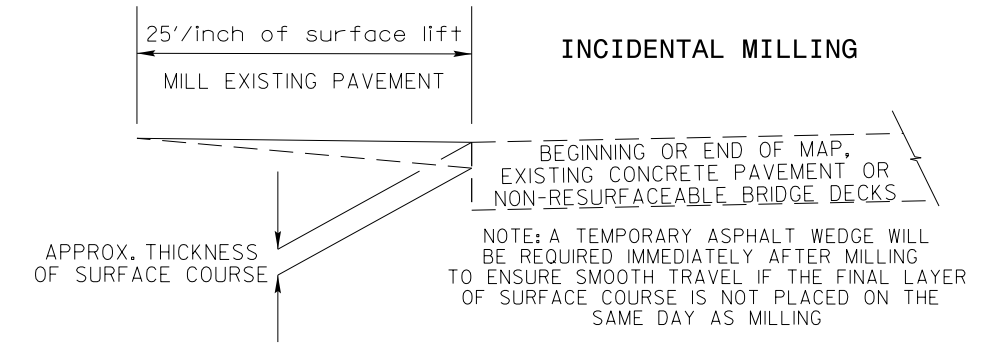 25'/inch of surface lift
MILL EXISTING PAVEMENT
INCIDENTAL MILLING
BEGINNING OR END OF MAP,
EXISTING CONCRETE PAVEMENT OR
NON-RESURFACEABLE BRIDGE DECKS
APPROX. THICKNESS
OF SURFACE COURSE
NOTE: A TEMPORARY ASPHALT WEDGE WILL
BE REQUIRED IMMEDIATELY AFTER MILLING
TO ENSURE SMOOTH TRAVEL IF THE FINAL LAYER
OF SURFACE COURSE IS NOT PLACED ON THE
SAME DAY AS MILLING